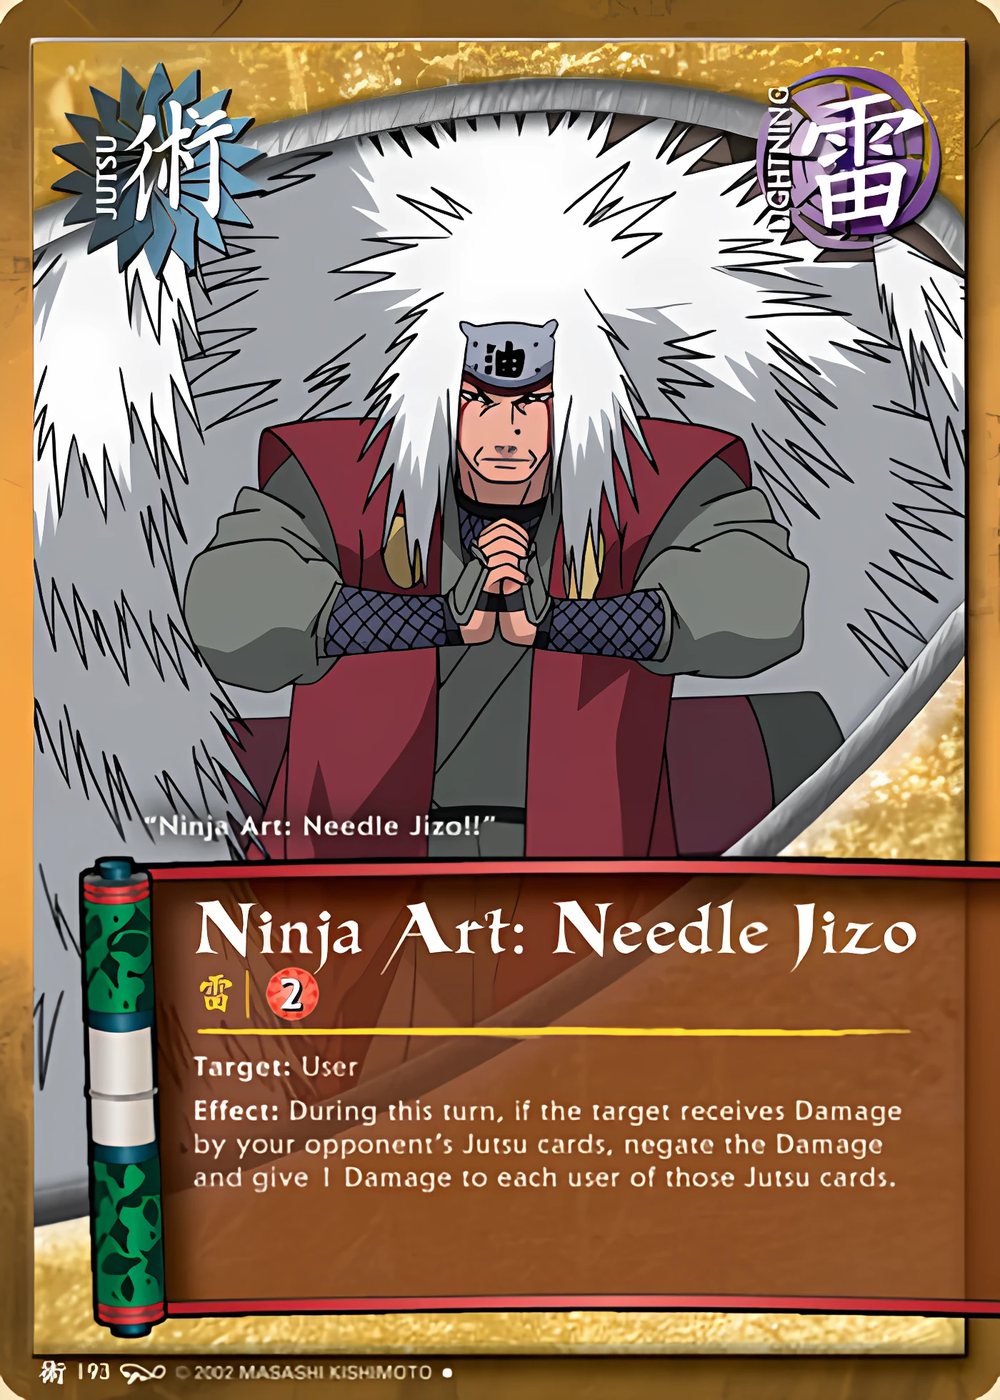 JUTSU
術
LIGHTNING
雷
油
"Ninja Art: Needle Jizo!!"
Ninja Art: Needle Jizo
雷 | 2
Target: User
Effect: During this turn, if the target receives Damage
by your opponent's Jutsu cards, negate the Damage
and give 1 Damage to each user of those Jutsu cards.
術 193 © 2002 MASASHI KISHIMOTO ●